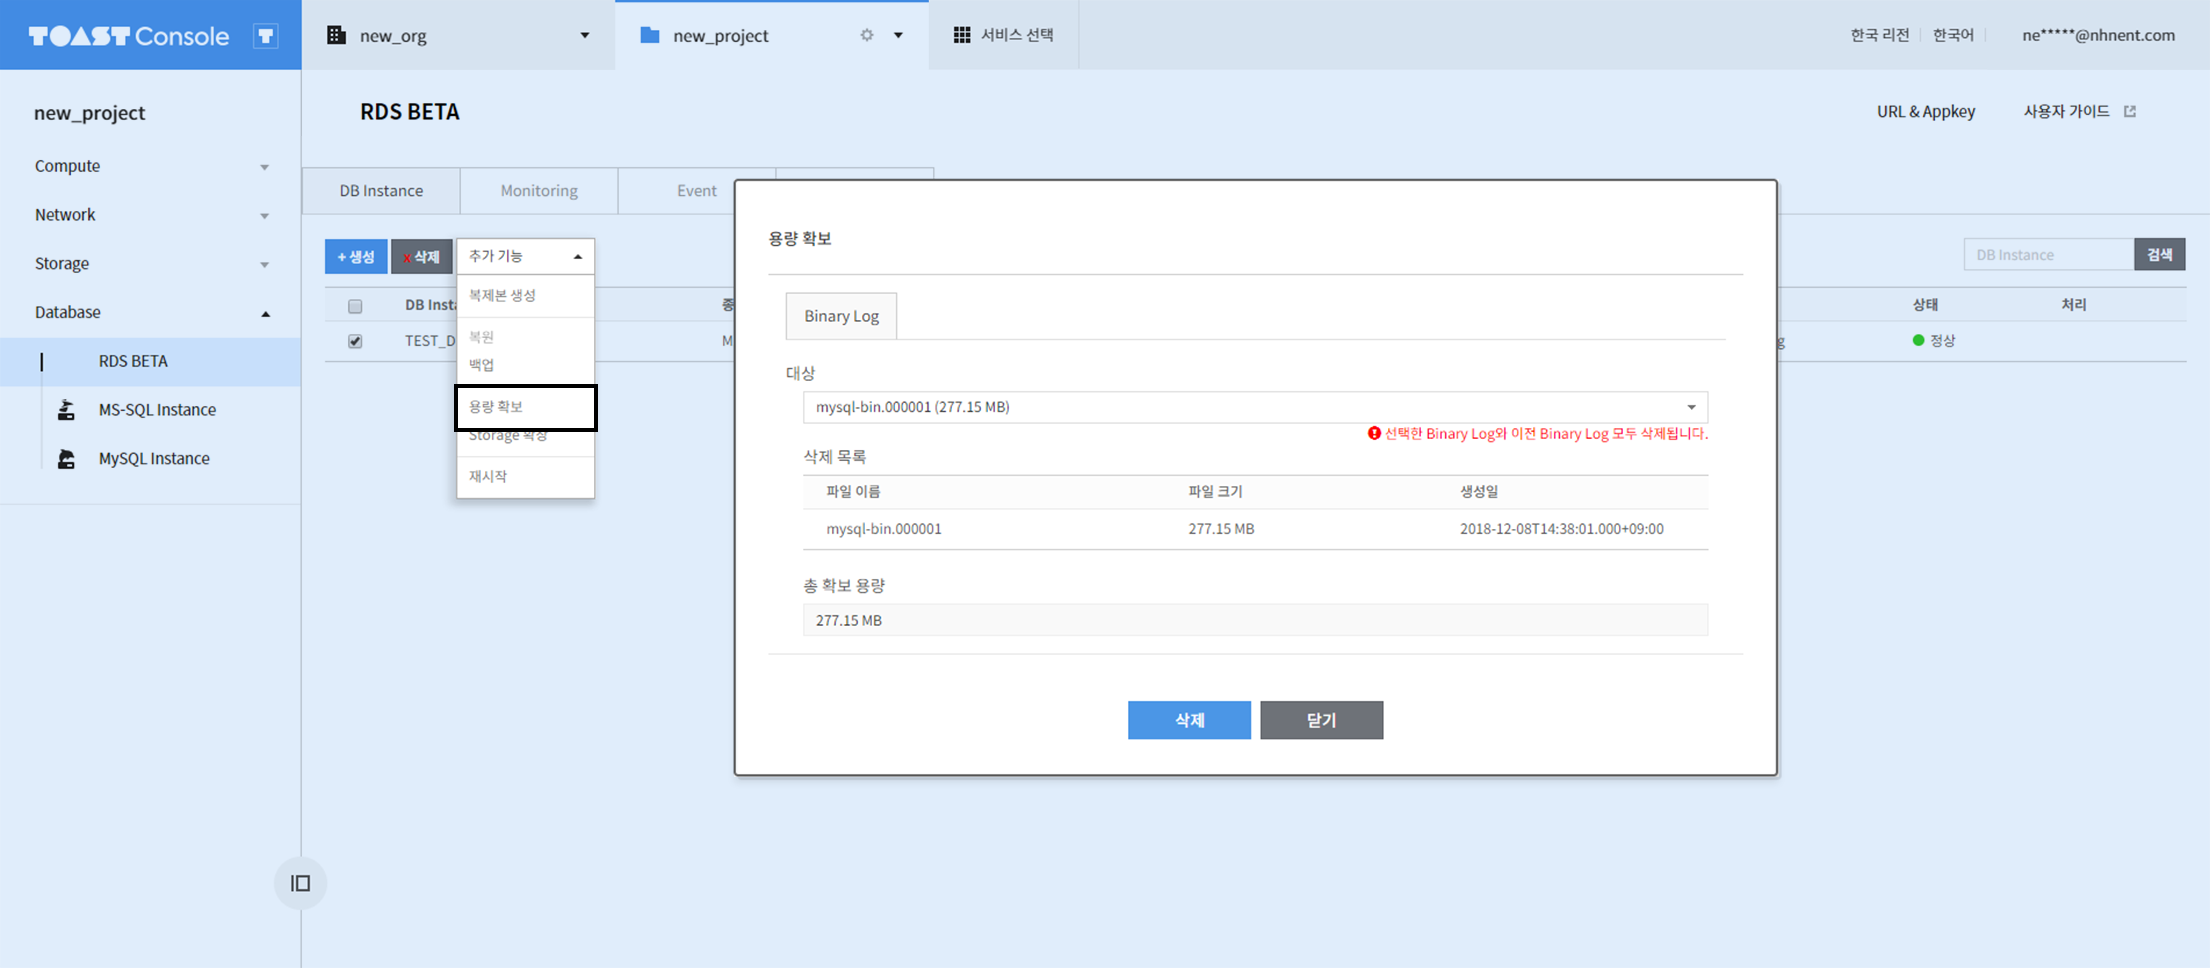 TOAST Console T
new_org
new_project
서비스 선택
한국 리전
한국어
ne*****@nhnent.com
new_project
Compute
Network
Storage
Database
RDS BETA
MS-SQL Instance
MySQL Instance
RDS BETA
URL & Appkey
사용자 가이드
DB Instance
Monitoring
Event
+ 생성
x 삭제
추가 기능
복제본 생성
복원
백업
용량 확보
Storage 확장
재시작
DB Instance
검색
DB Inst
종
상태
처리
TEST_D
M
g
정상
용량 확보
Binary Log
대상
mysql-bin.000001 (277.15 MB)
선택한 Binary Log와 이전 Binary Log 모두 삭제됩니다.
삭제 목록
파일 이름
파일 크기
생성일
mysql-bin.000001
277.15 MB
2018-12-08T14:38:01.000+09:00
총 확보 용량
277.15 MB
삭제
닫기